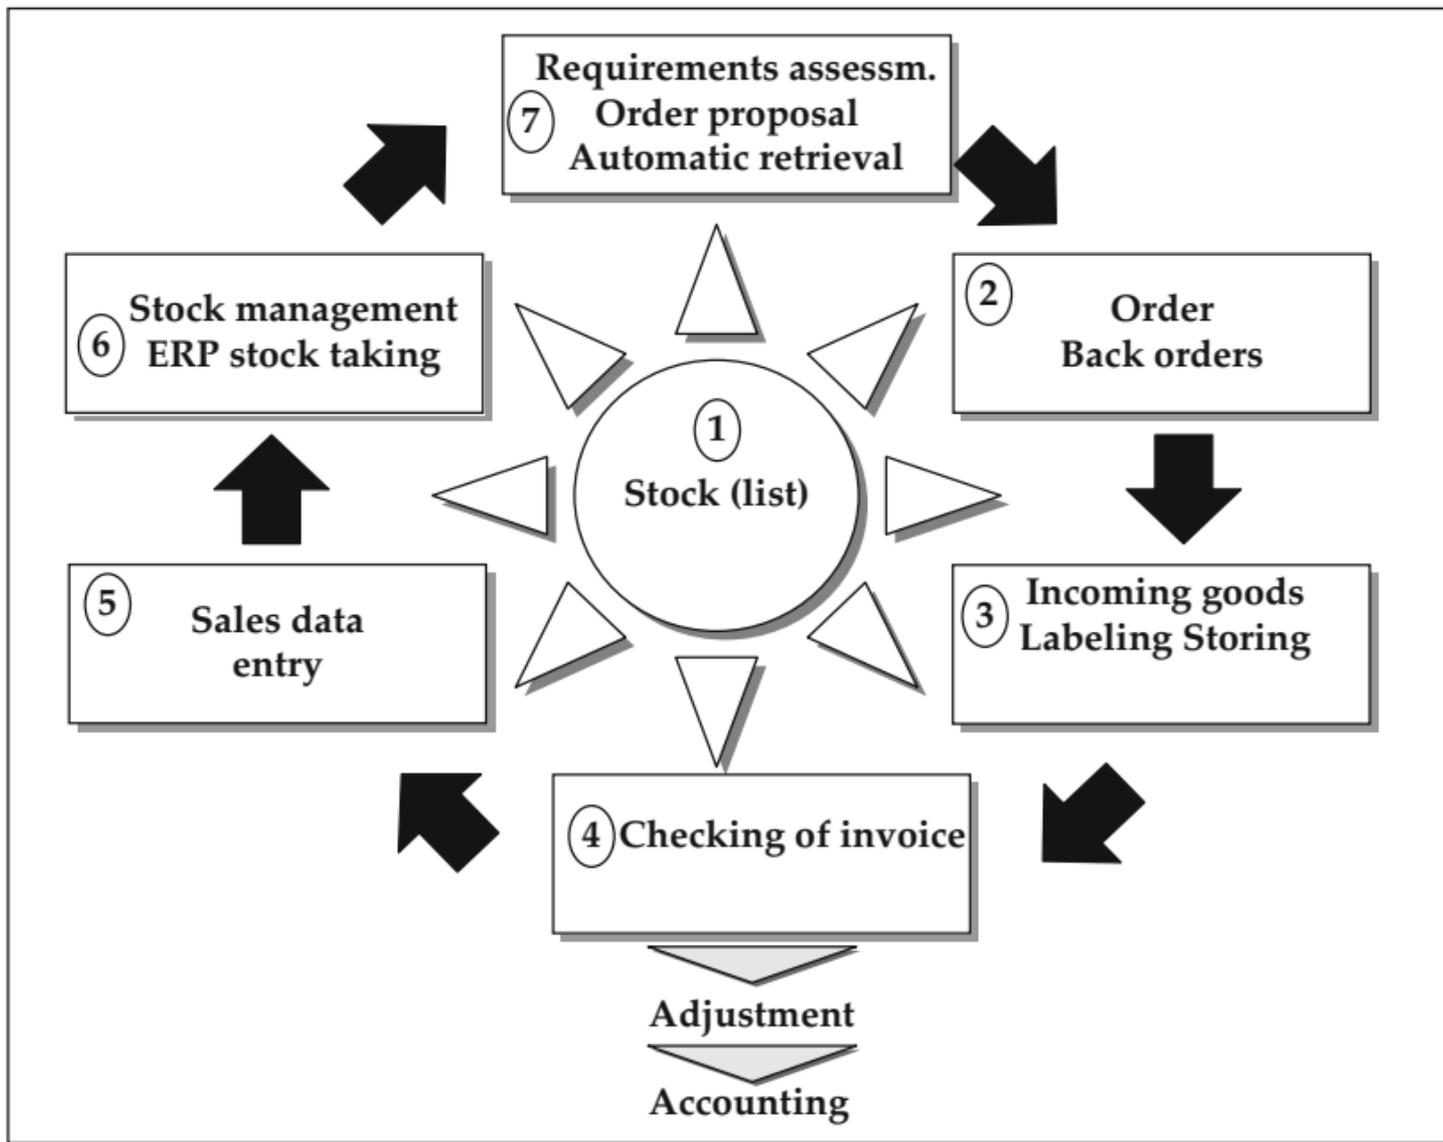 Requirements assessm.
7 Order proposal
Automatic retrieval
2
Order
Back orders
Stock management
6 ERP stock taking
1
Stock (list)
5
Sales data
entry
3 Incoming goods
Labeling Storing
4 Checking of invoice
Adjustment
Accounting